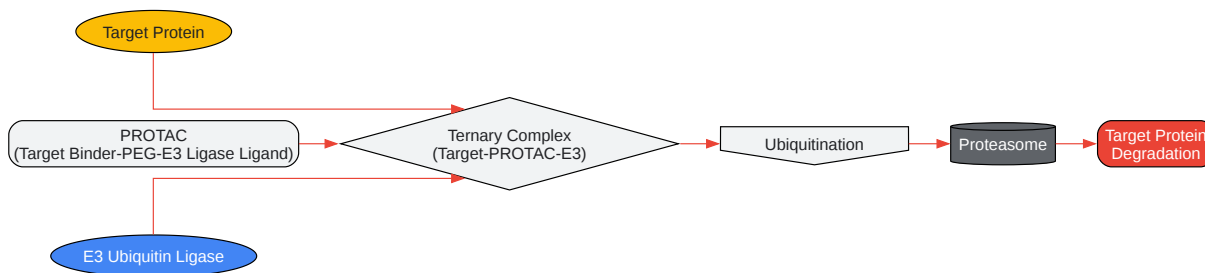 Target Protein
PROTAC
(Target Binder-PEG-E3 Ligase Ligand)
Ternary Complex
(Target-PROTAC-E3)
Ubiquitination
Proteasome
Target Protein
Degradation
E3 Ubiquitin Ligase